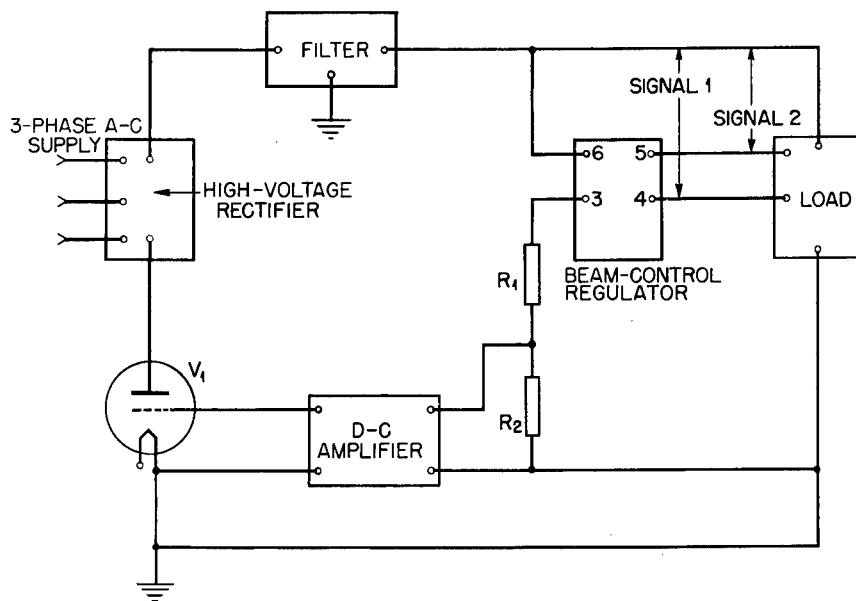 FILTER
SIGNAL 1
SIGNAL 2
3-PHASE A-C
SUPPLY
HIGH-VOLTAGE
RECTIFIER
6 5
3 4
LOAD
BEAM-CONTROL
REGULATOR
R1
V1
D-C
AMPLIFIER
R2